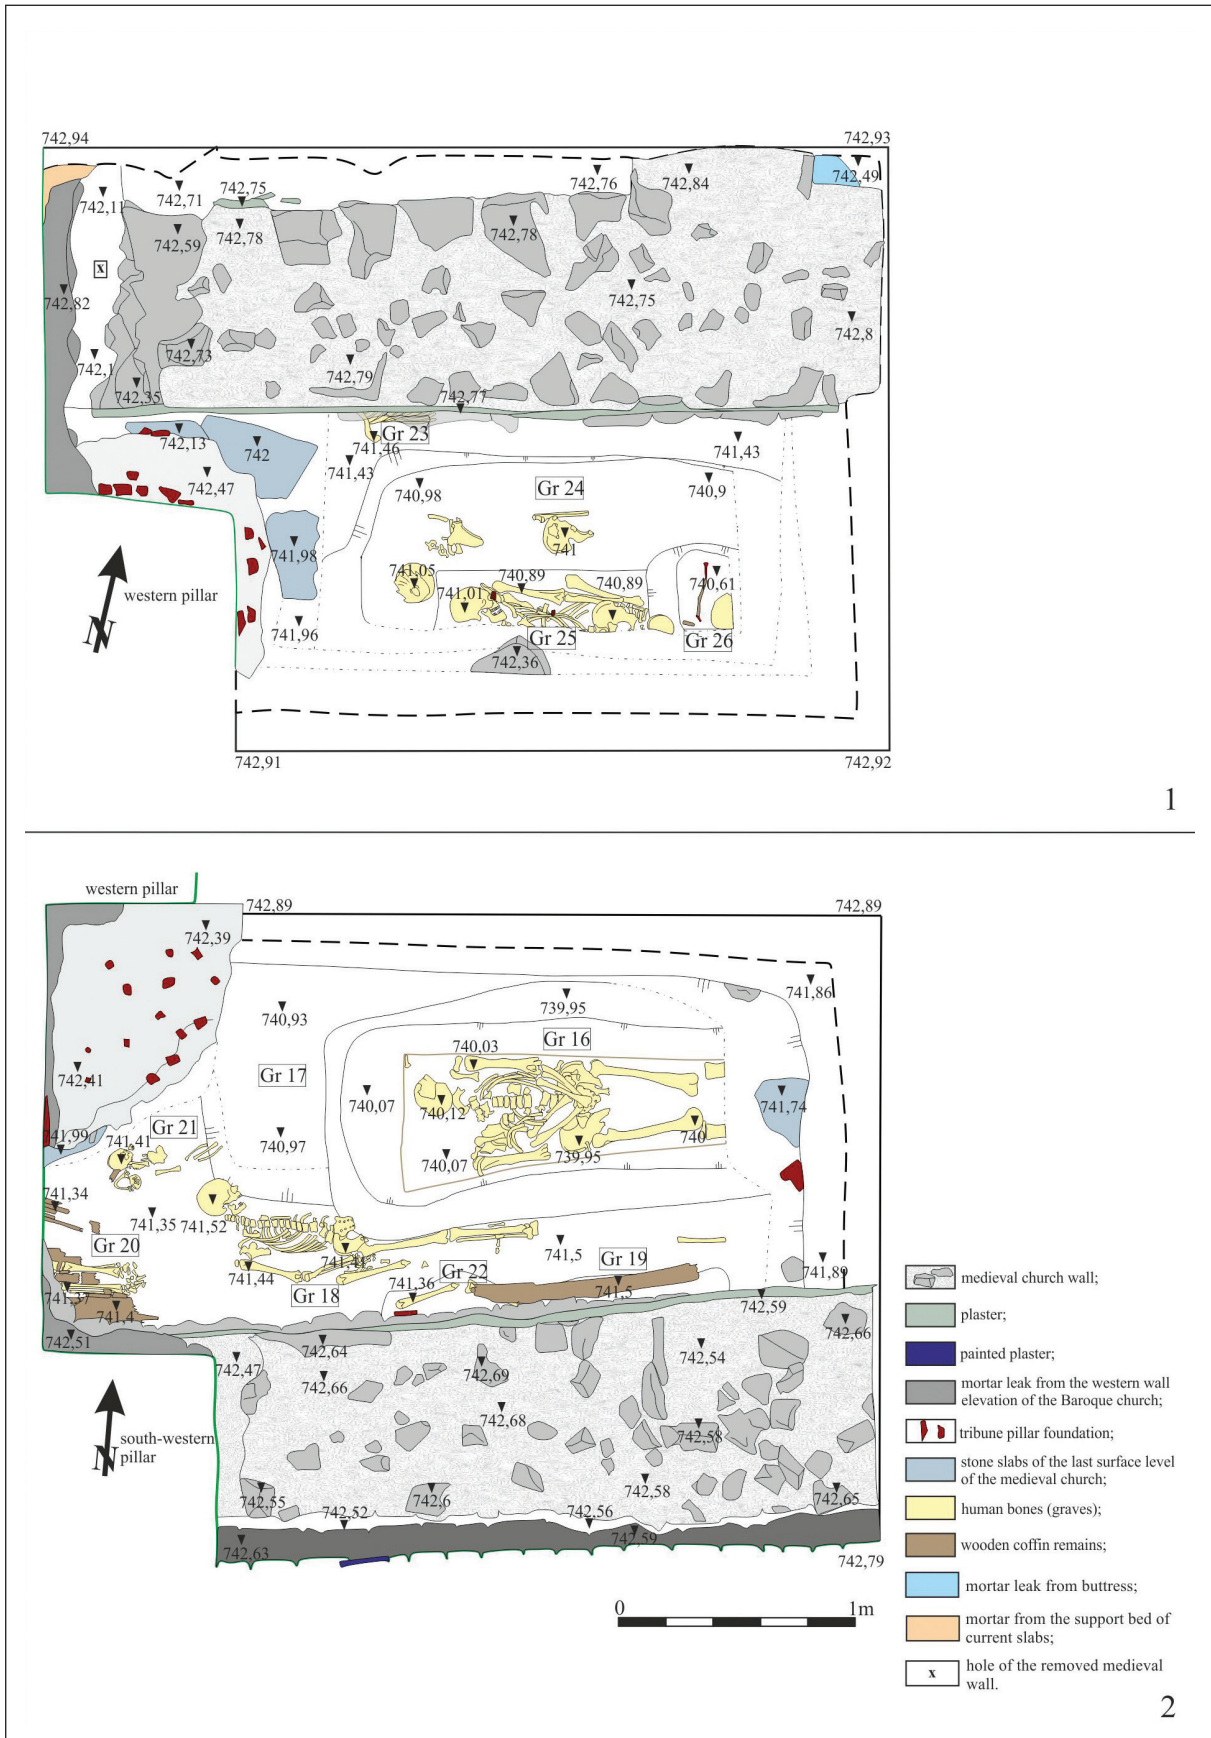 742,94
742,93
742,76
742,84
742,49
742,11
742,71
742,75
742,59
742,78
742,78
x
742,82
742,75
742,8
742,73
742,1
742,79
742,35
742,77
742,13
742
741,46
Gr 23
741,43
741,43
742,47
740,98
Gr 24
740,9
741
741,98
741,05
741,01
740,89
740,89
740,61
N
western pillar
741,96
Gr 25
Gr 26
742,36
742,91
742,92
1
western pillar
742,89
742,89
742,39
741,86
739,95
740,93
Gr 16
740,03
742,41
Gr 17
740,07
740,12
741,74
741,99
741,41
Gr 21
740,97
740,07
739,95
740
741,34
741,35
741,52
Gr 20
741,41
741,5
741,44
741,37
741,4
Gr 18
741,36
Gr 22
Gr 19
741,5
741,89
742,59
742,51
742,66
742,47
742,64
742,66
742,69
742,54
742,68
742,58
N
south-western
pillar
742,55
742,52
742,6
742,56
742,58
742,65
742,63
742,59
742,79
0
1m
medieval church wall;
plaster;
painted plaster;
mortar leak from the western wall
elevation of the Baroque church;
tribune pillar foundation;
stone slabs of the last surface level
of the medieval church;
human bones (graves);
wooden coffin remains;
mortar leak from buttress;
mortar from the support bed of
current slabs;
x
hole of the removed medieval
wall.
2